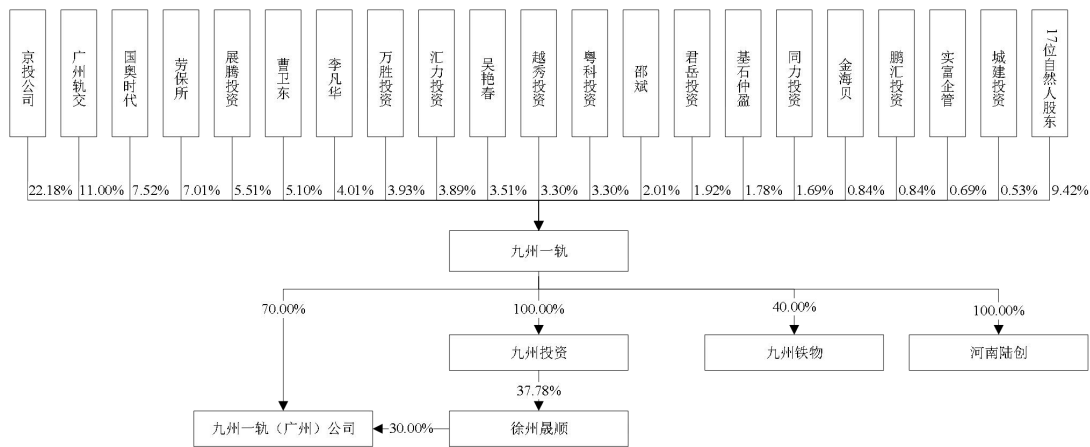 京投公司
广州轨交
国奥时代
劳保所
展腾投资
曹卫东
李凡华
万胜投资
汇力投资
吴艳春
越秀投资
粤科投资
邵斌
君岳投资
基石仲盈
同力投资
金海贝
鹏汇投资
实富企管
城建投资
17位自然人股东
22.18%
11.00%
7.52%
7.01%
5.51%
5.10%
4.01%
3.93%
3.89%
3.51%
3.30%
3.30%
2.01%
1.92%
1.78%
1.69%
0.84%
0.84%
0.69%
0.53%
9.42%
九州一轨
70.00%
100.00%
40.00%
100.00%
九州投资
九州铁物
河南陆创
37.78%
九州一轨（广州）公司
30.00%
徐州晟顺